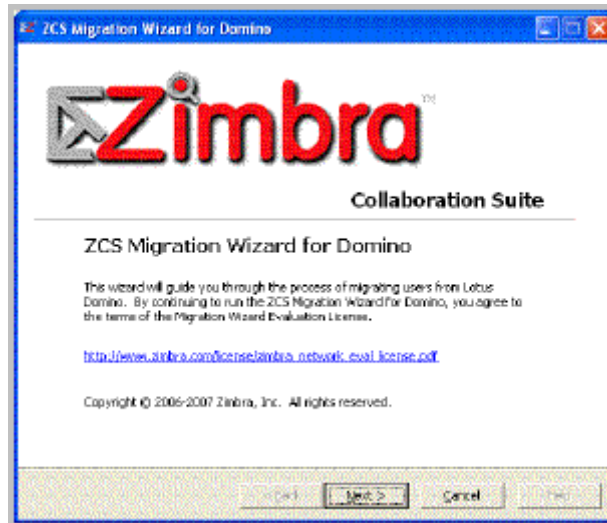 ZCS Migration Wizard for Domino
Zimbra™
Collaboration Suite
ZCS Migration Wizard for Domino
This wizard will guide you through the process of migrating users from Lotus
Domino. By continuing to run the ZCS Migration Wizard for Domino, you agree to
the terms of the Migration Wizard Evaluation License.
http://www.zimbra.com/license/zimbra_network_eval_license.pdf
Copyright © 2006-2007 Zimbra, Inc. All rights reserved.
< Back Next > Cancel Help